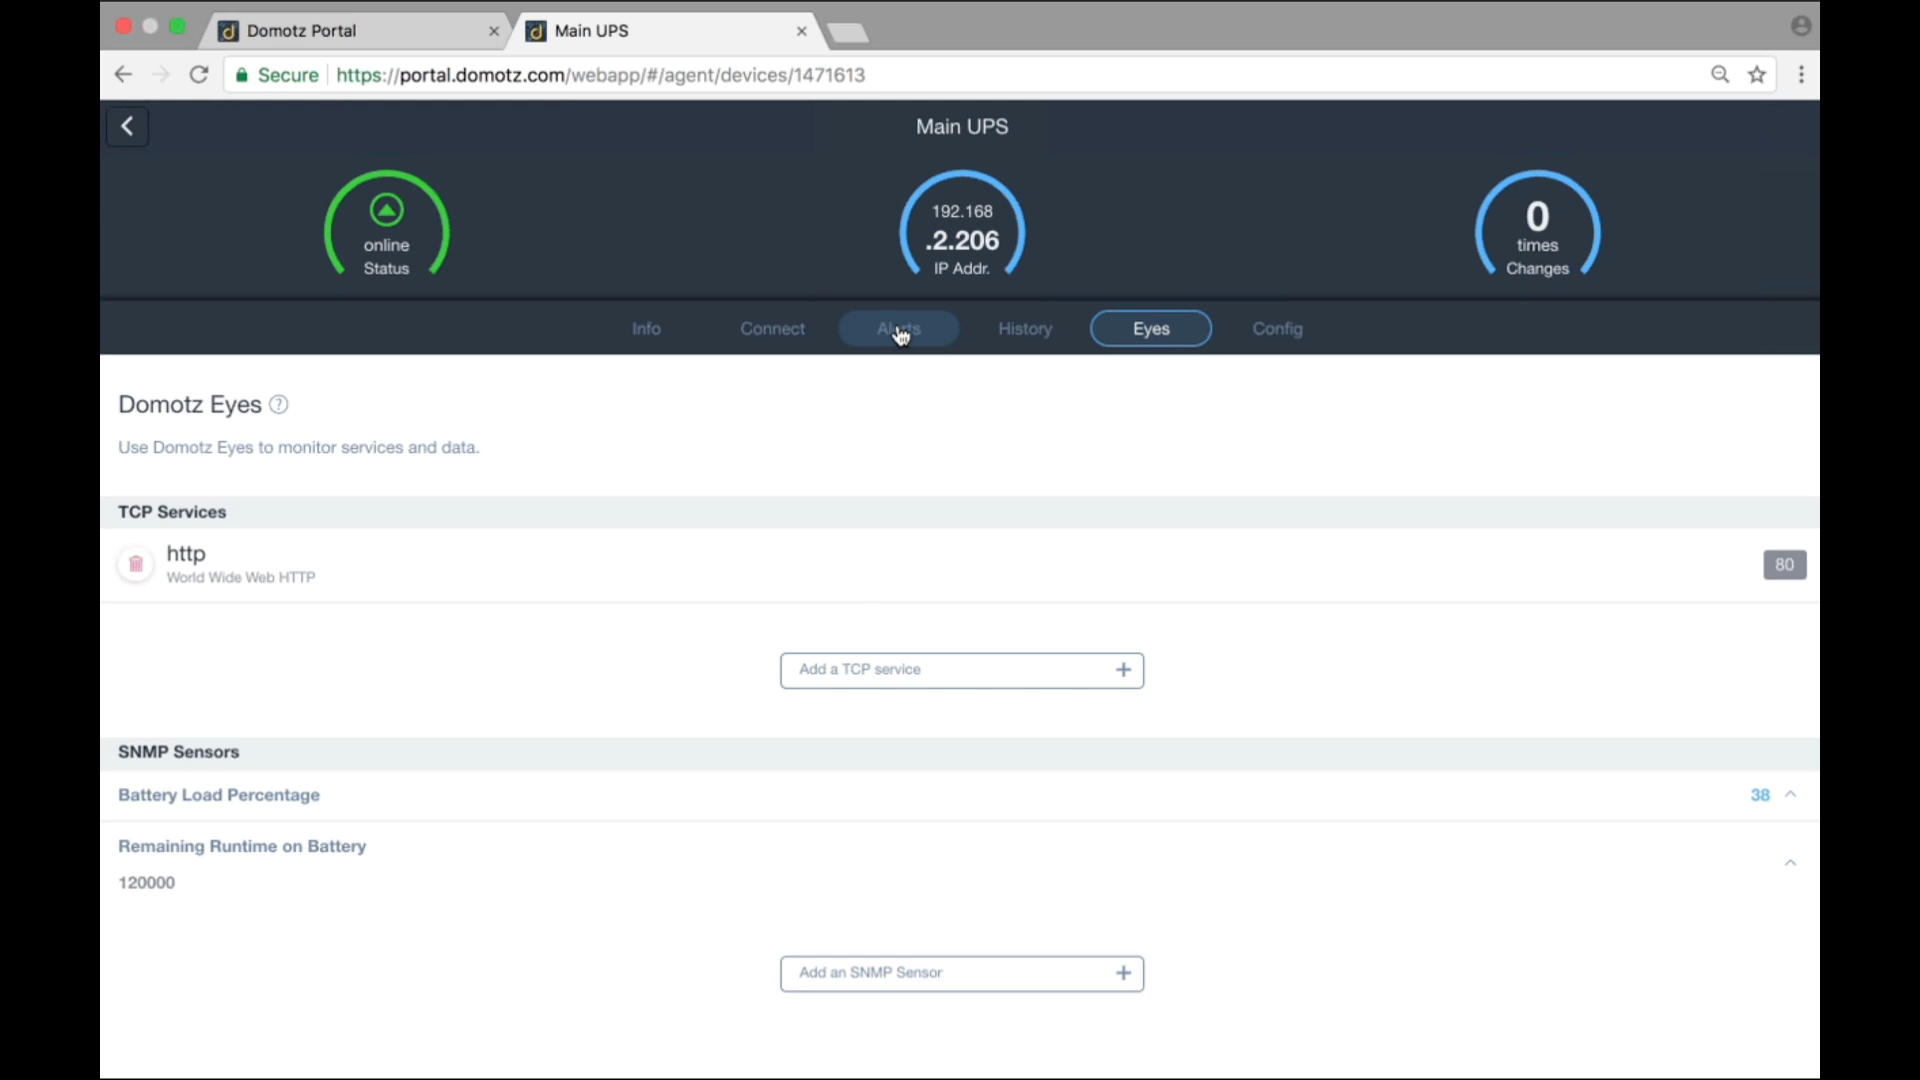 Domotz Portal
Main UPS
Secure https://portal.domotz.com/webapp/#/agent/devices/1471613
Main UPS
online
Status
192.168
.2.206
IP Addr.
0
times
Changes
Info Connect Alerts History Eyes Config
Domotz Eyes ?
Use Domotz Eyes to monitor services and data.
TCP Services
http
World Wide Web HTTP
80
Add a TCP service +
SNMP Sensors
Battery Load Percentage 38
Remaining Runtime on Battery
120000
Add an SNMP Sensor +